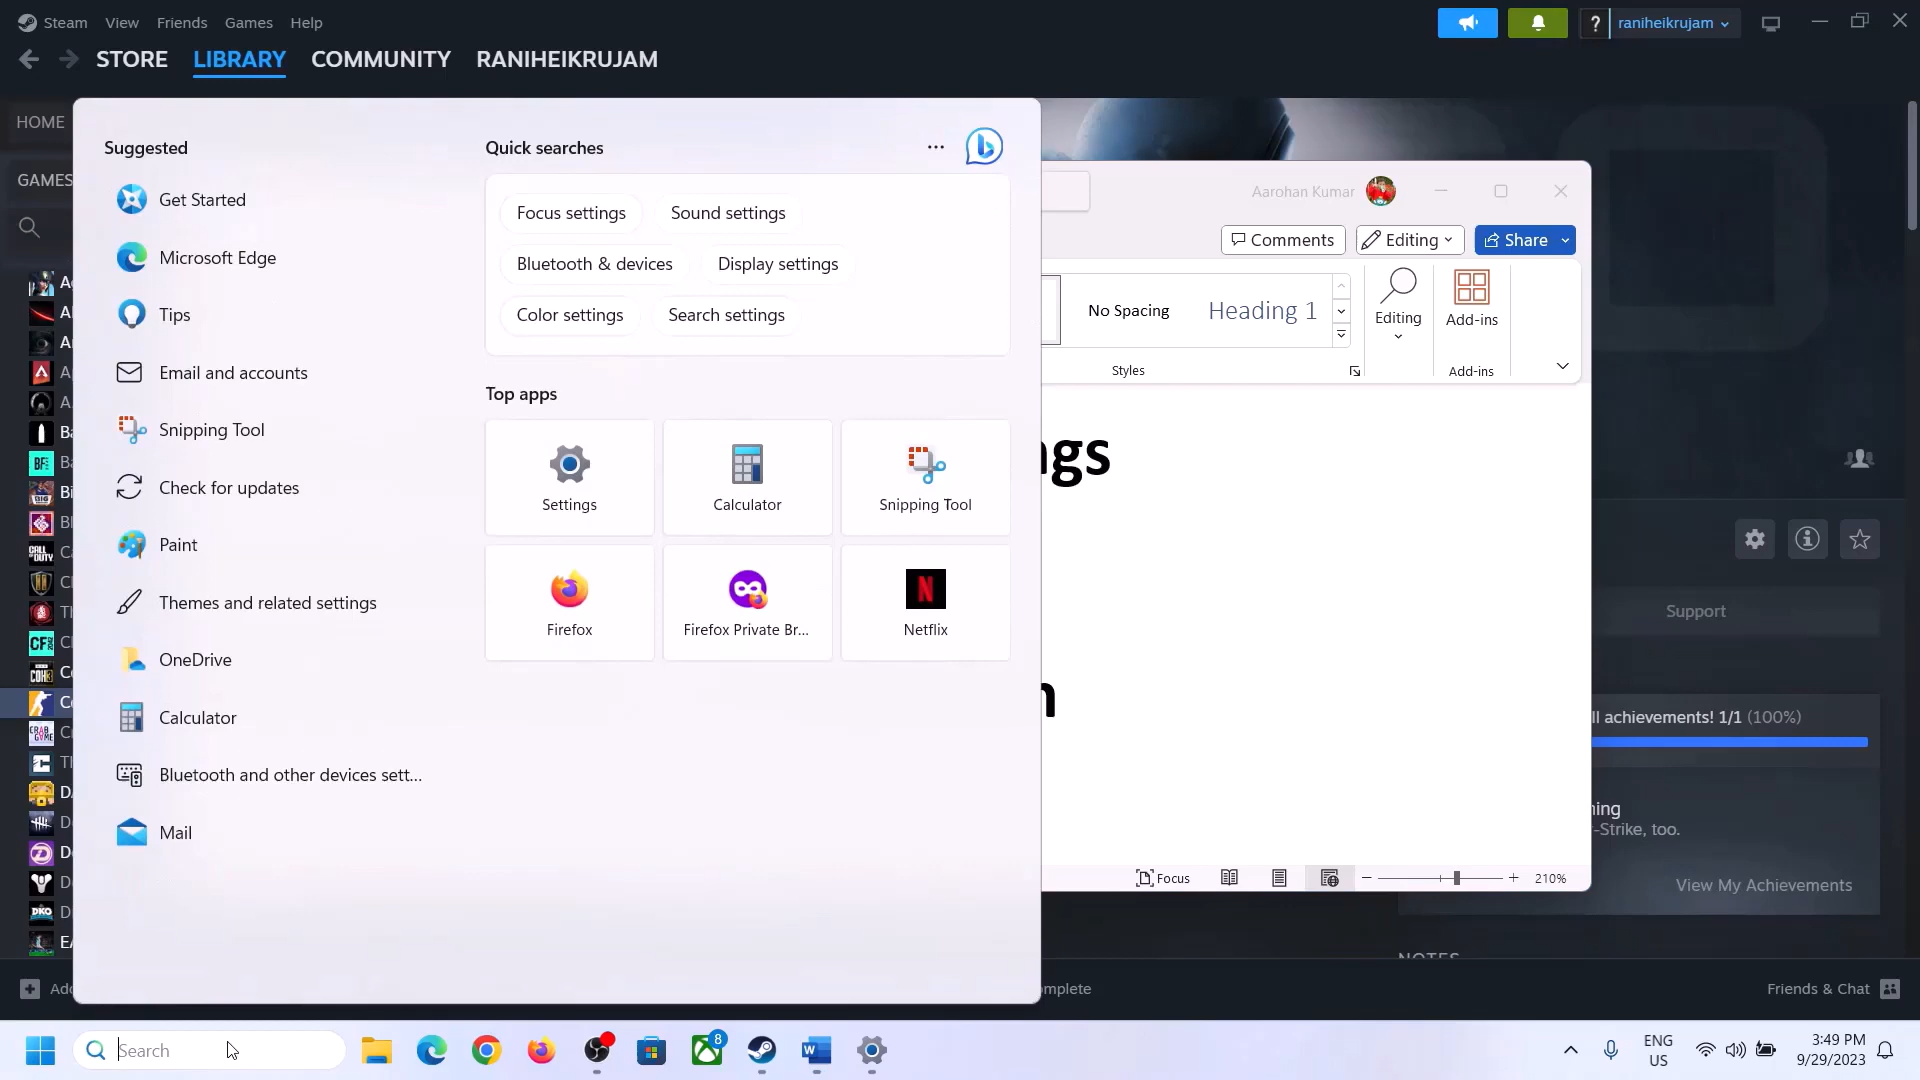 Steam View Friends Games Help
? raniheikrujam
STORE LIBRARY COMMUNITY RANIHEIKRUJAM
HOME
GAMES
Suggested
Get Started
Microsoft Edge
Tips
Email and accounts
Snipping Tool
Check for updates
Paint
Themes and related settings
OneDrive
Calculator
Bluetooth and other devices sett...
Mail
Quick searches
Focus settings Sound settings
Bluetooth & devices Display settings
Color settings Search settings
Top apps
Settings Calculator Snipping Tool
Firefox Firefox Private Br... Netflix
Aarohan Kumar
Comments Editing Share
No Spacing Heading 1
Editing
Add-ins
Styles
Add-ins
ngs
n
Focus
210%
Support
ll achievements! 1/1 (100%)
ning
-Strike, too.
View My Achievements
NOTES
Add
mplete
Friends & Chat
Search
8
ENG
US
3:49 PM
9/29/2023